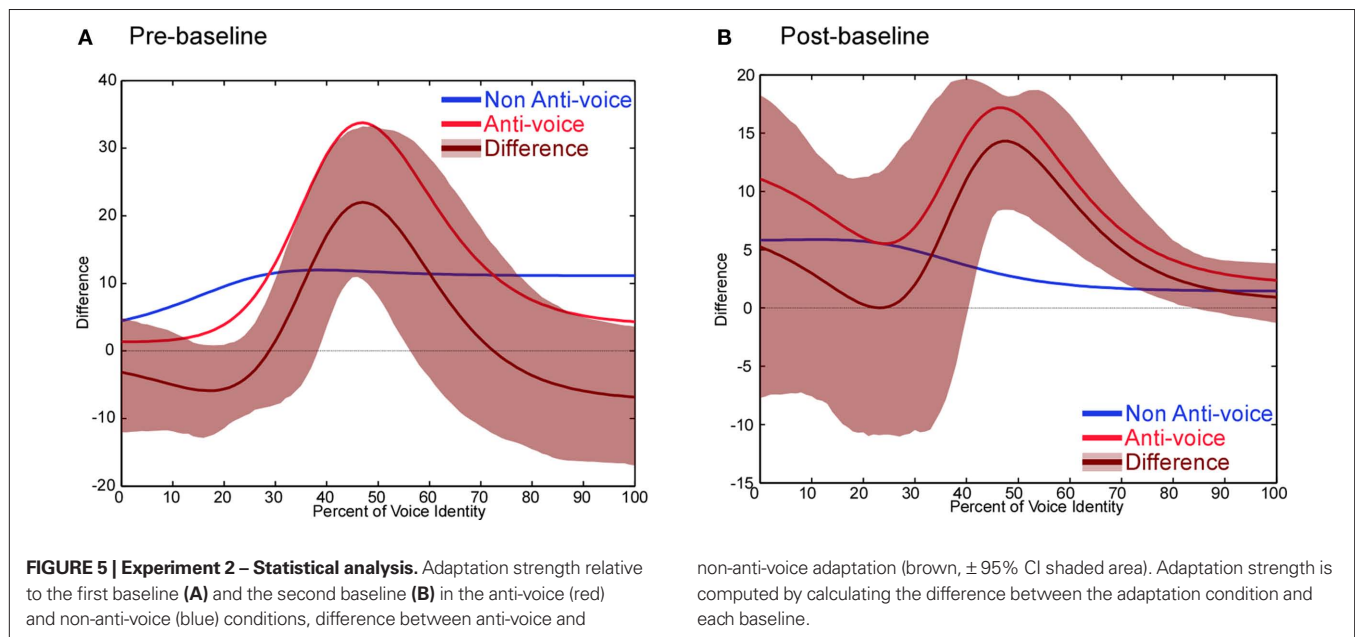 A Pre-baseline
40
30
20
10
0
-10
-20
Difference
Non Anti-voice
Anti-voice
Difference
0 10 20 30 40 50 60 70 80 90 100
Percent of Voice Identity
B Post-baseline
20
15
10
5
0
-5
-10
-15
Difference
Non Anti-voice
Anti-voice
Difference
0 10 20 30 40 50 60 70 80 90 100
Percent of Voice Identity
FIGURE 5 | Experiment 2 – Statistical analysis. Adaptation strength relative
to the first baseline (A) and the second baseline (B) in the anti-voice (red)
and non-anti-voice (blue) conditions, difference between anti-voice and
non-anti-voice adaptation (brown, ± 95% CI shaded area). Adaptation strength is
computed by calculating the difference between the adaptation condition and
each baseline.